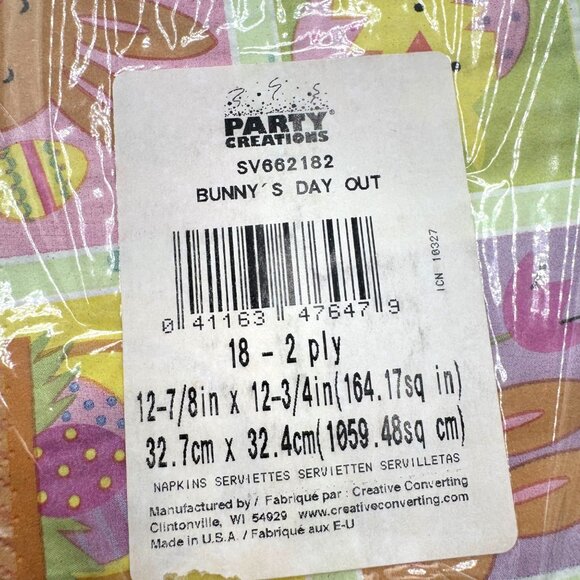 PARTY
CREATIONS®
SV662182
BUNNY'S DAY OUT
ICN 10327
0 41163 47647 9
18 - 2 ply
12-7/8in x 12-3/4in(164.17sq in)
32.7cm x 32.4cm(1059.48sq cm)
NAPKINS SERVIETTES SERVIETTEN SERVILLETAS
Manufactured by / Fabriqué par : Creative Converting
Clintonville, WI 54929 www.creativeconverting.com
Made in U.S.A. / Fabriqué aux E-U